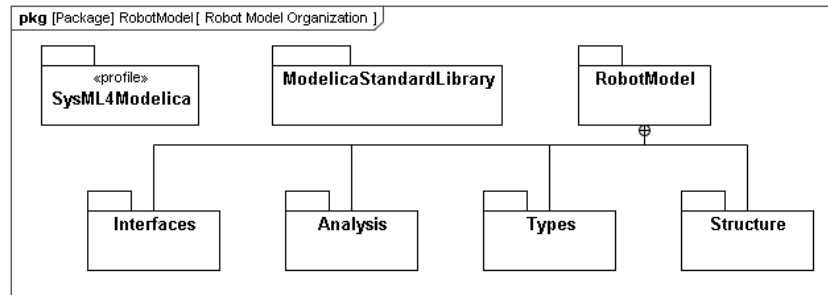 pkg [Package] RobotModel [ Robot Model Organization ]
«profile»
SysML4Modelica
ModelicaStandardLibrary
RobotModel
Interfaces
Analysis
Types
Structure